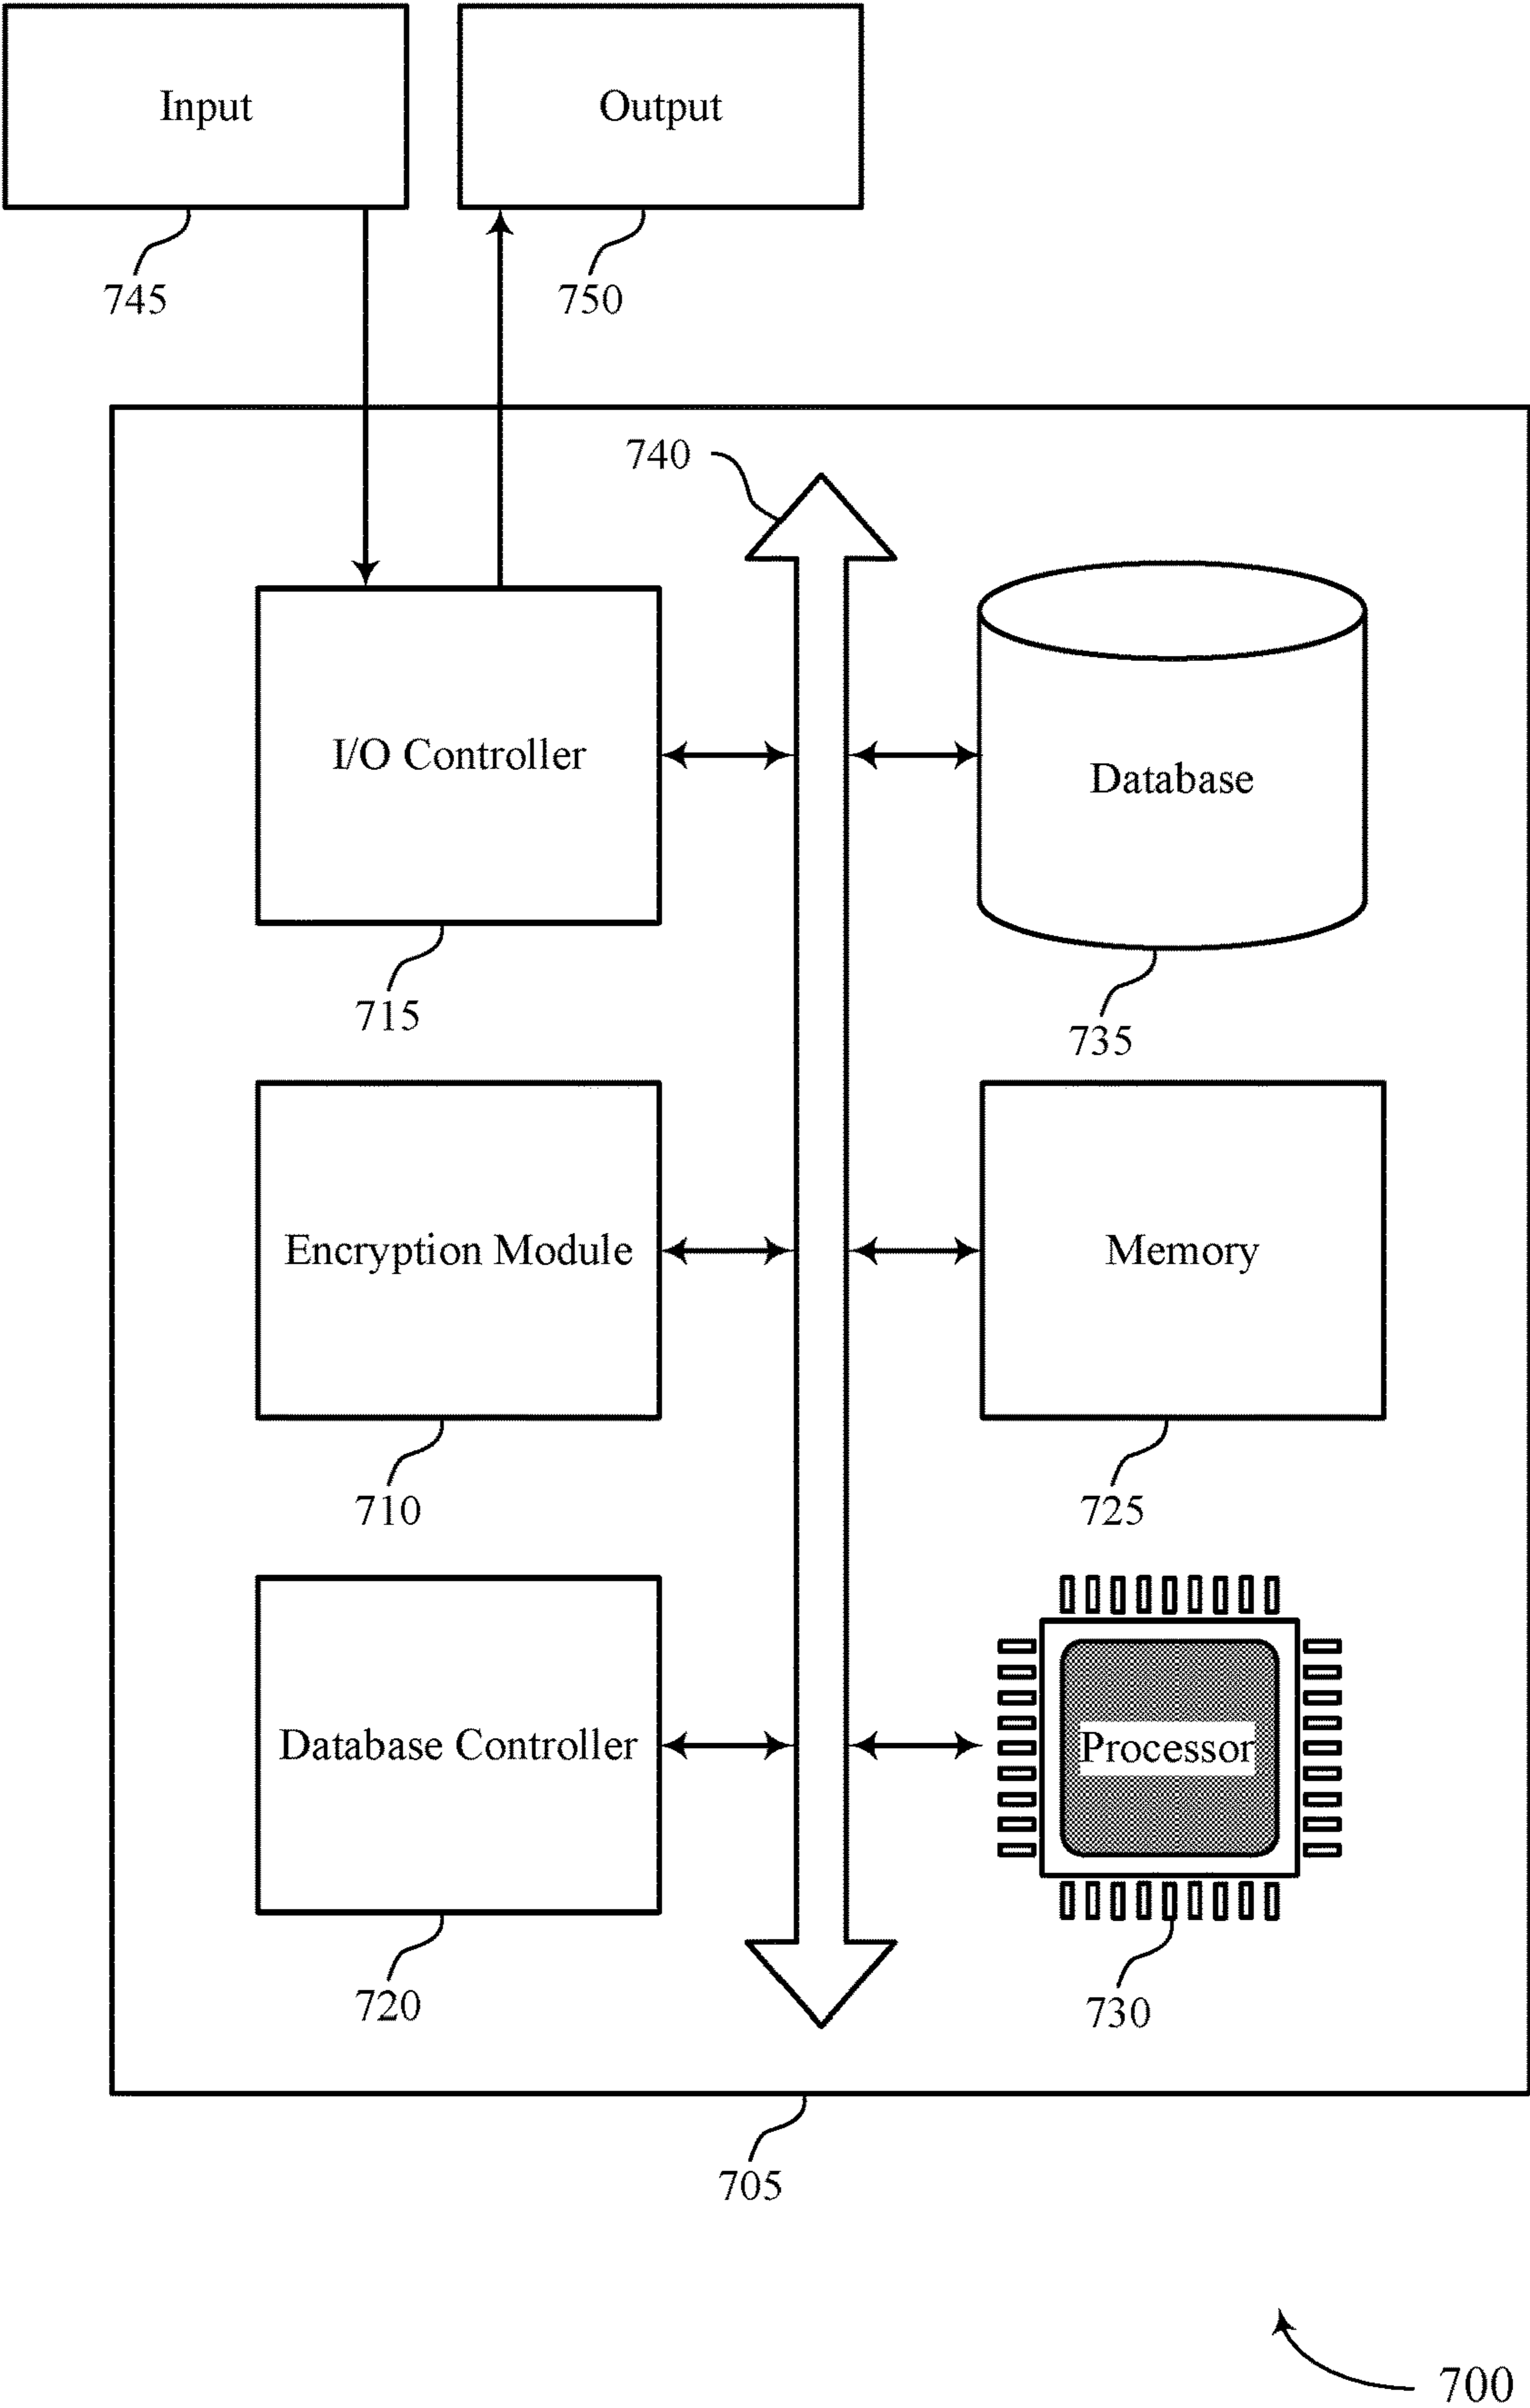 Input
Output
745
750
740
I/O Controller
Database
715
735
Encryption Module
Memory
710
725
Database Controller
Processor
720
730
705
700